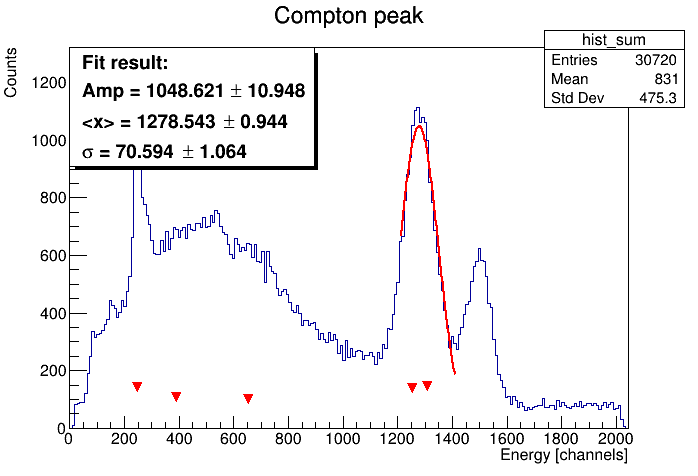 Compton peak
hist_sum
Entries 30720
Mean 831
Std Dev 475.3
Fit result:
Amp = 1048.621 ± 10.948
<x> = 1278.543 ± 0.944
σ = 70.594 ± 1.064
Counts
1200
1000
800
600
400
200
0
0 200 400 600 800 1000 1200 1400 1600 1800 2000
Energy [channels]